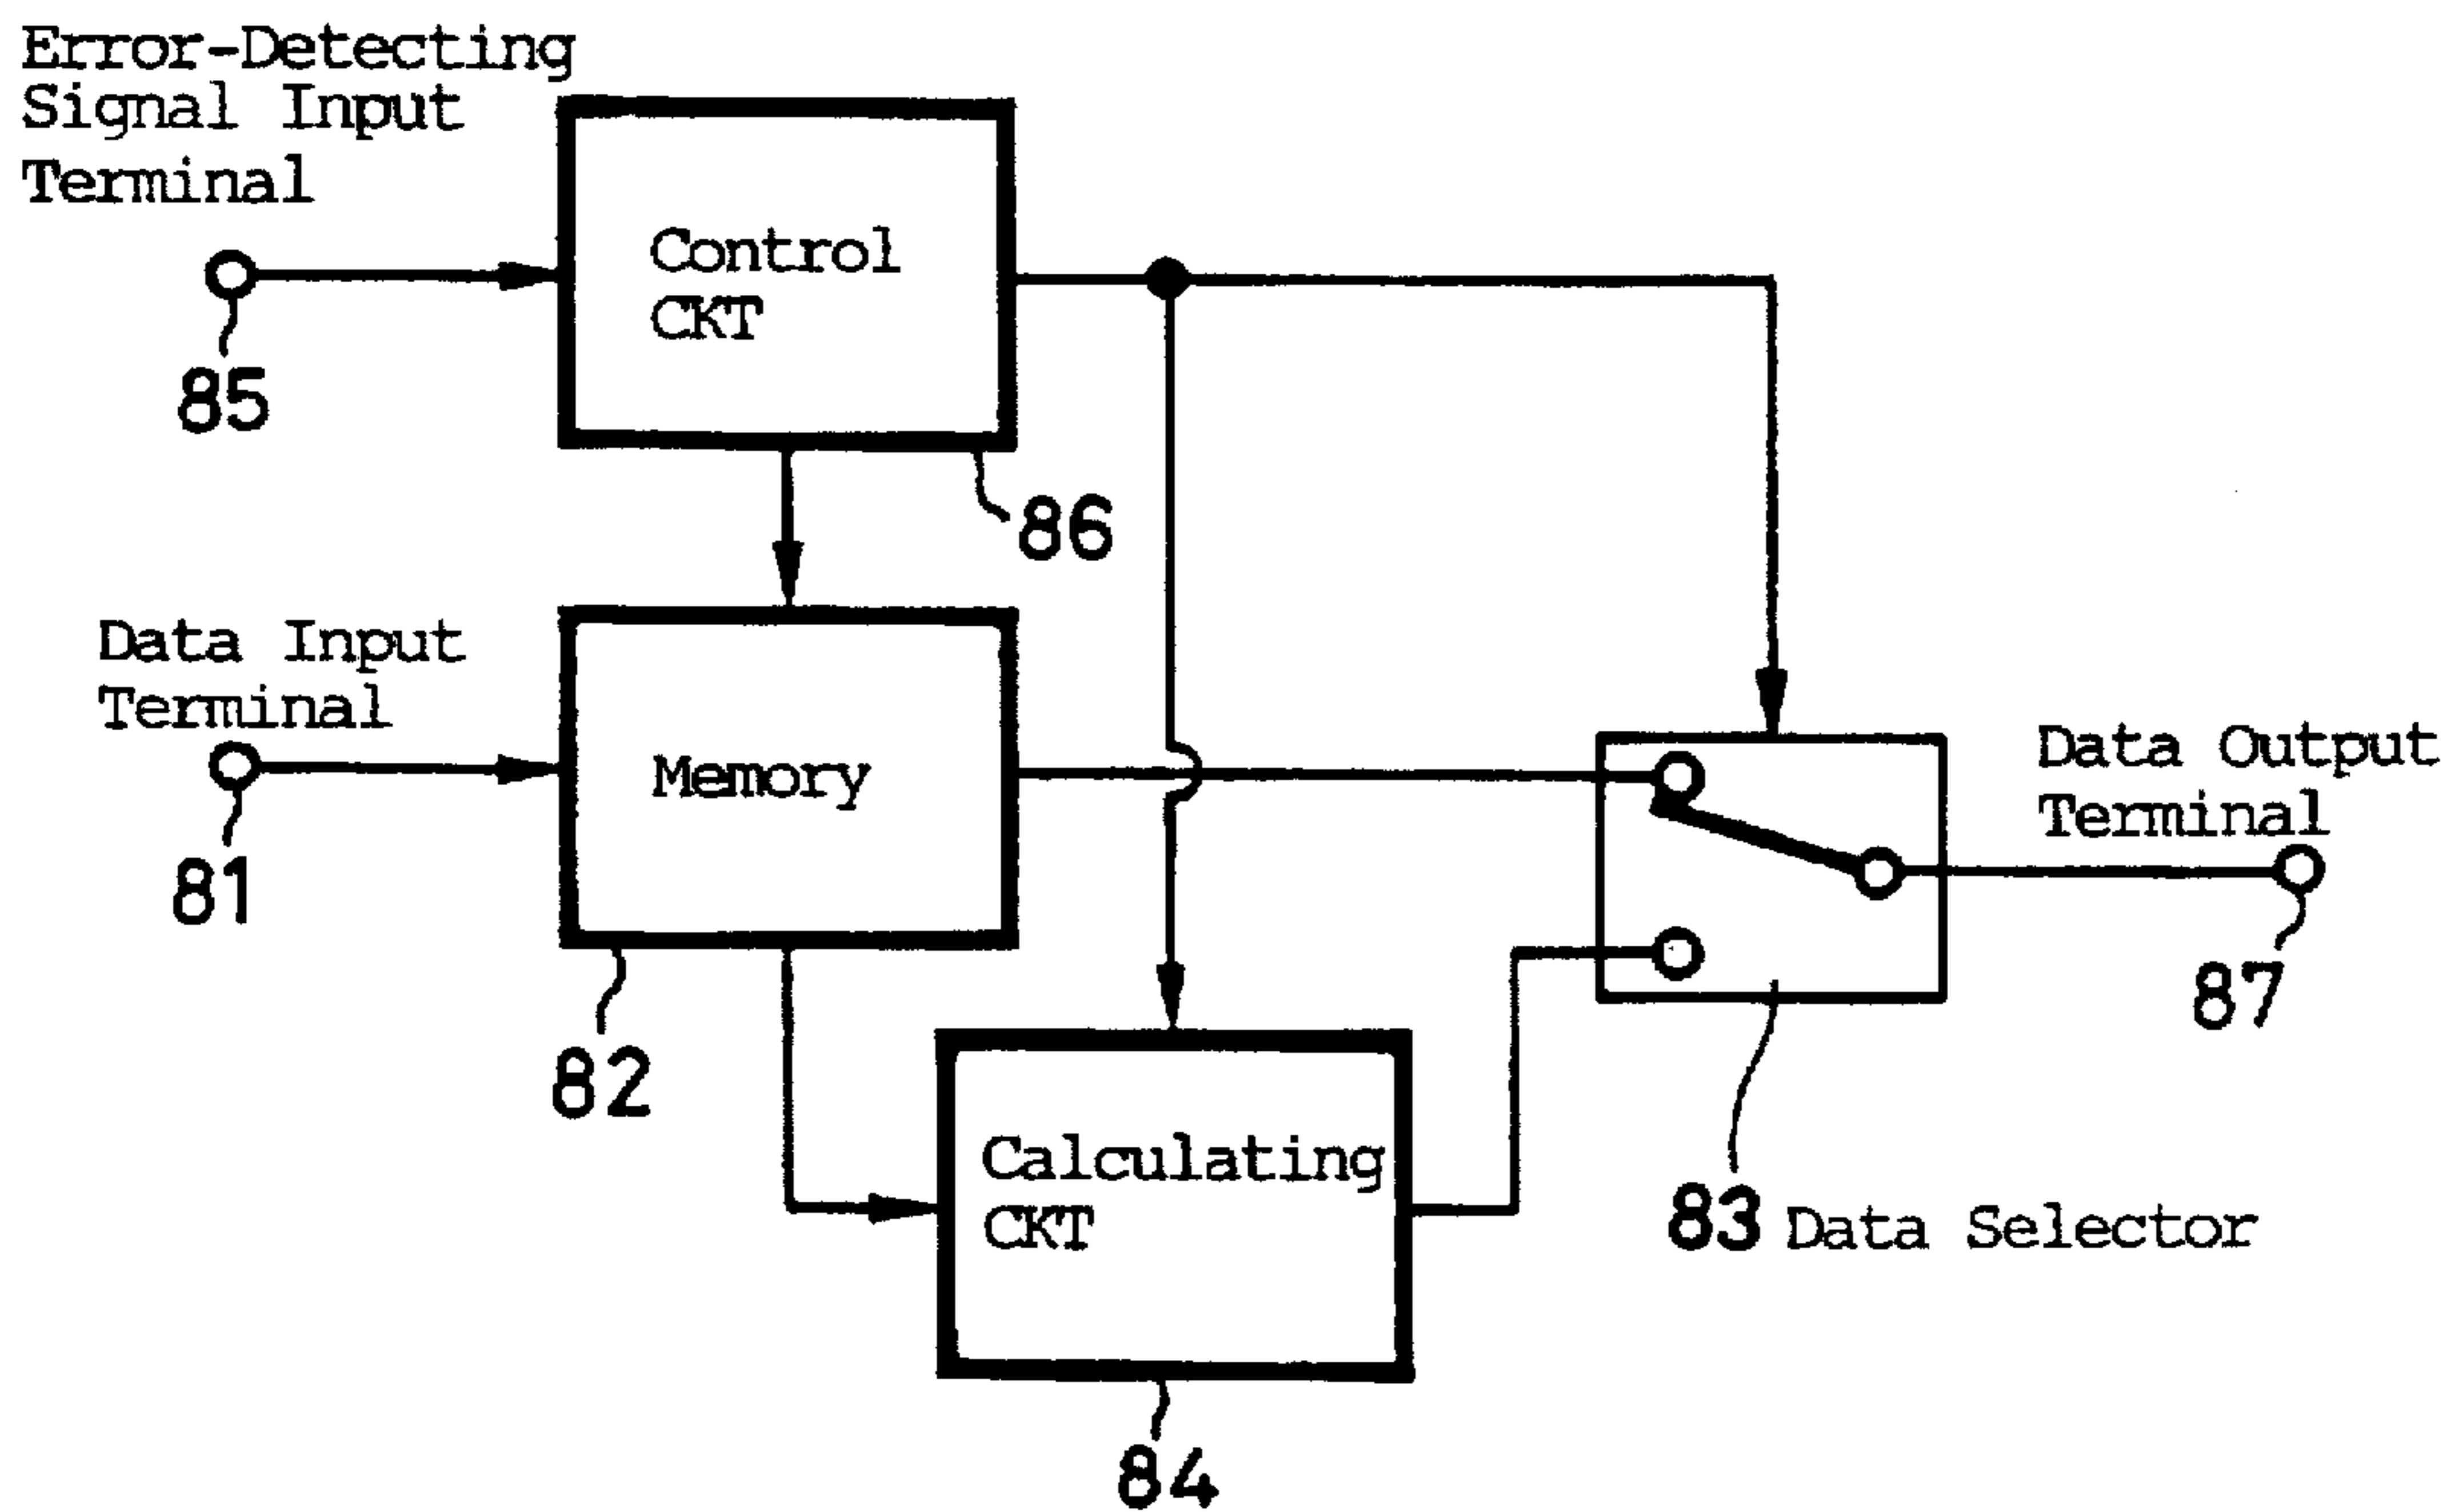 Error-Detecting
Signal Input
Terminal
Control
CKT
85
86
Data Input
Terminal
Memory
81
82
Data Output
Terminal
87
Calculating
CKT
83 Data Selector
84